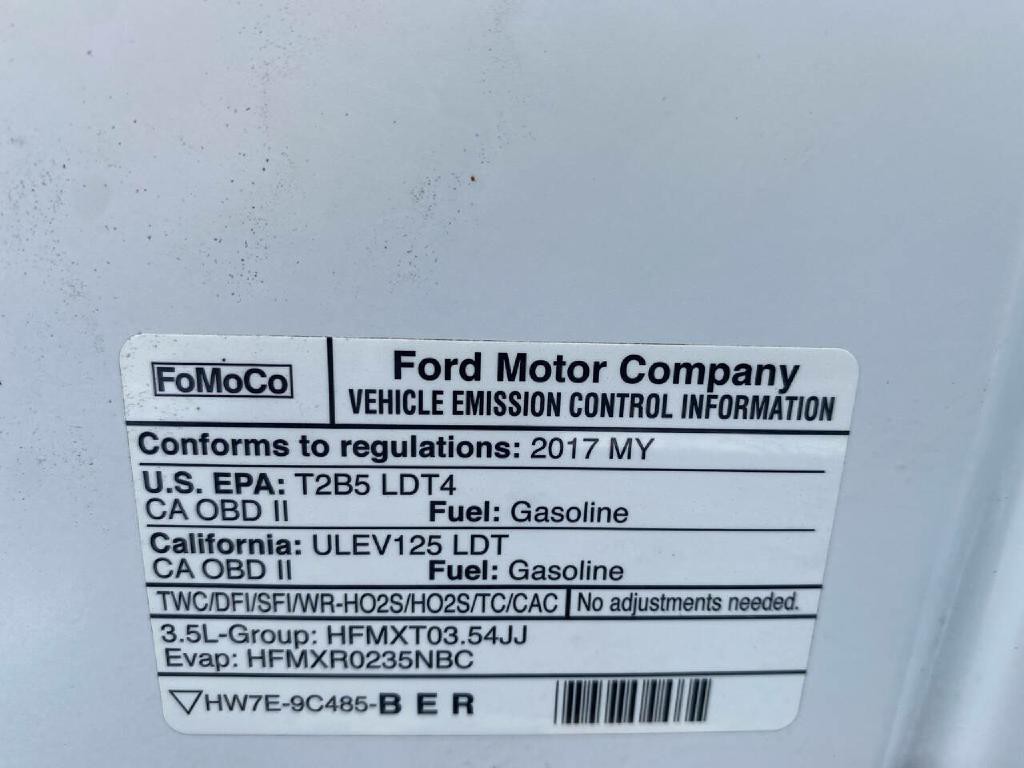 FoMoCo
Ford Motor Company
VEHICLE EMISSION CONTROL INFORMATION
Conforms to regulations: 2017 MY
U.S. EPA: T2B5 LDT4
CA OBD II Fuel: Gasoline
California: ULEV125 LDT
CA OBD II Fuel: Gasoline
TWC/DFI/SFI/WR-HO2S/HO2S/TC/CAC No adjustments needed.
3.5L-Group: HFMXT03.54JJ
Evap: HFMXR0235NBC
HW7E-9C485-B E R